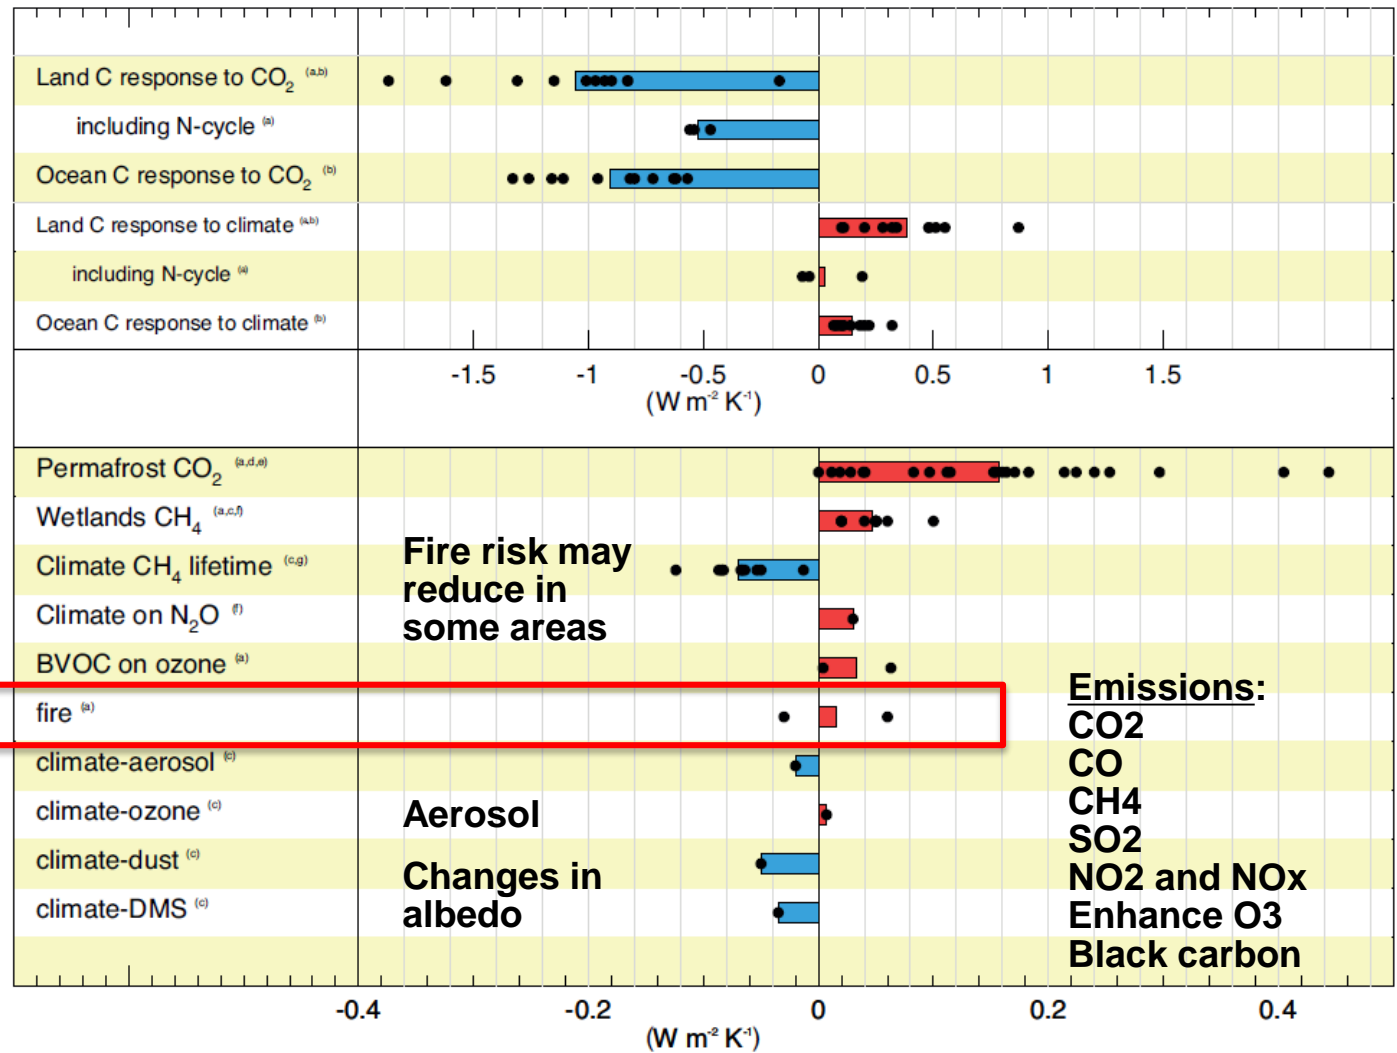 Land C response to CO2 (a,b)
including N-cycle (a)
Ocean C response to CO2 (b)
Land C response to climate (a,b)
including N-cycle (a)
Ocean C response to climate (b)
-1.5 -1 -0.5 0 0.5 1 1.5
(W m-2 K-1)
Permafrost CO2 (a,d,e)
Wetlands CH4 (a,c,f)
Climate CH4 lifetime (c,g)
Climate on N2O (f)
BVOC on ozone (a)
fire (a)
climate-aerosol (c)
climate-ozone (c)
climate-dust (c)
climate-DMS (c)
Fire risk may
reduce in
some areas
Aerosol
Changes in
albedo
Emissions:
CO2
CO
CH4
SO2
NO2 and NOx
Enhance O3
Black carbon
-0.4 -0.2 0 0.2 0.4
(W m-2 K-1)